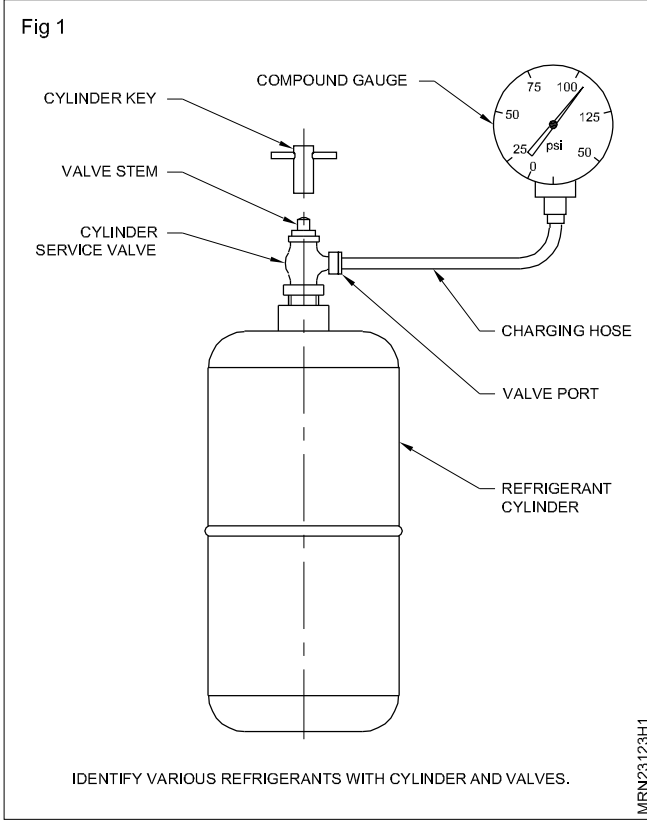 Fig 1
CYLINDER KEY
VALVE STEM
CYLINDER
SERVICE VALVE
COMPOUND GAUGE
75
100
50
125
25
psi
50
0
CHARGING HOSE
VALVE PORT
REFRIGERANT
CYLINDER
IDENTIFY VARIOUS REFRIGERANTS WITH CYLINDER AND VALVES.
MRN23123H1